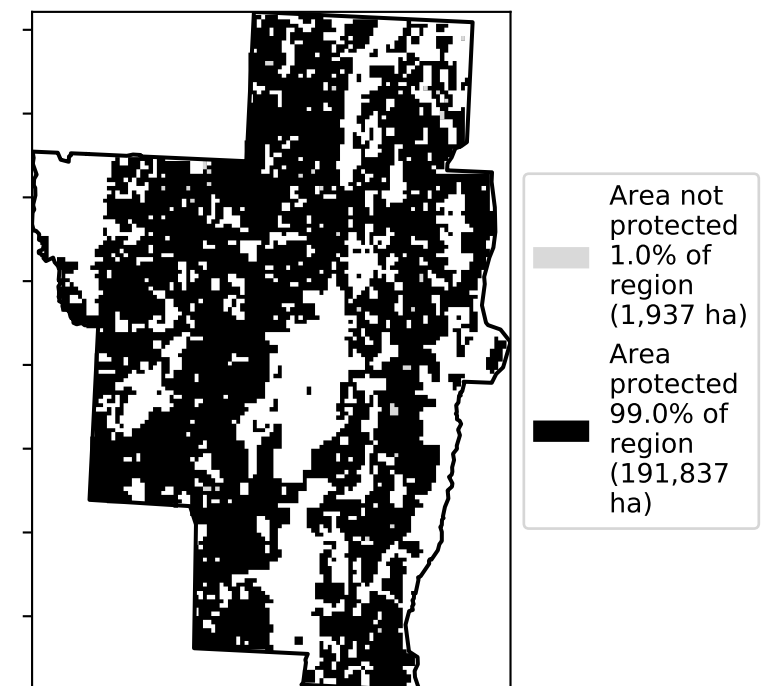 Area not
protected
1.0% of
region
(1,937 ha)
Area
protected
99.0% of
region
(191,837
ha)